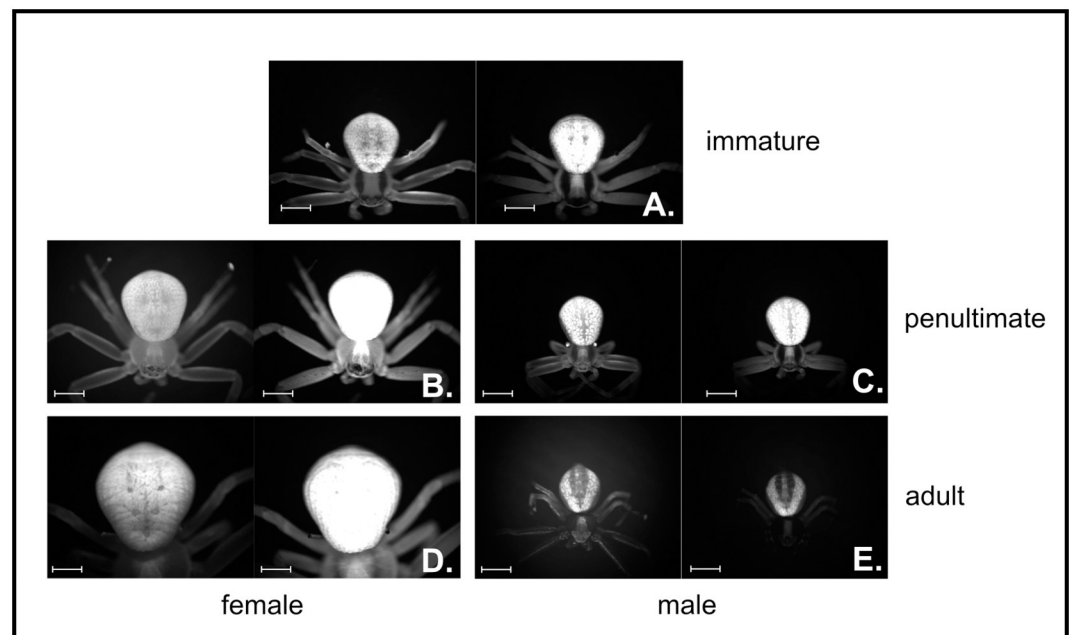 immature
A.
penultimate
B.
C.
adult
D.
E.
female
male